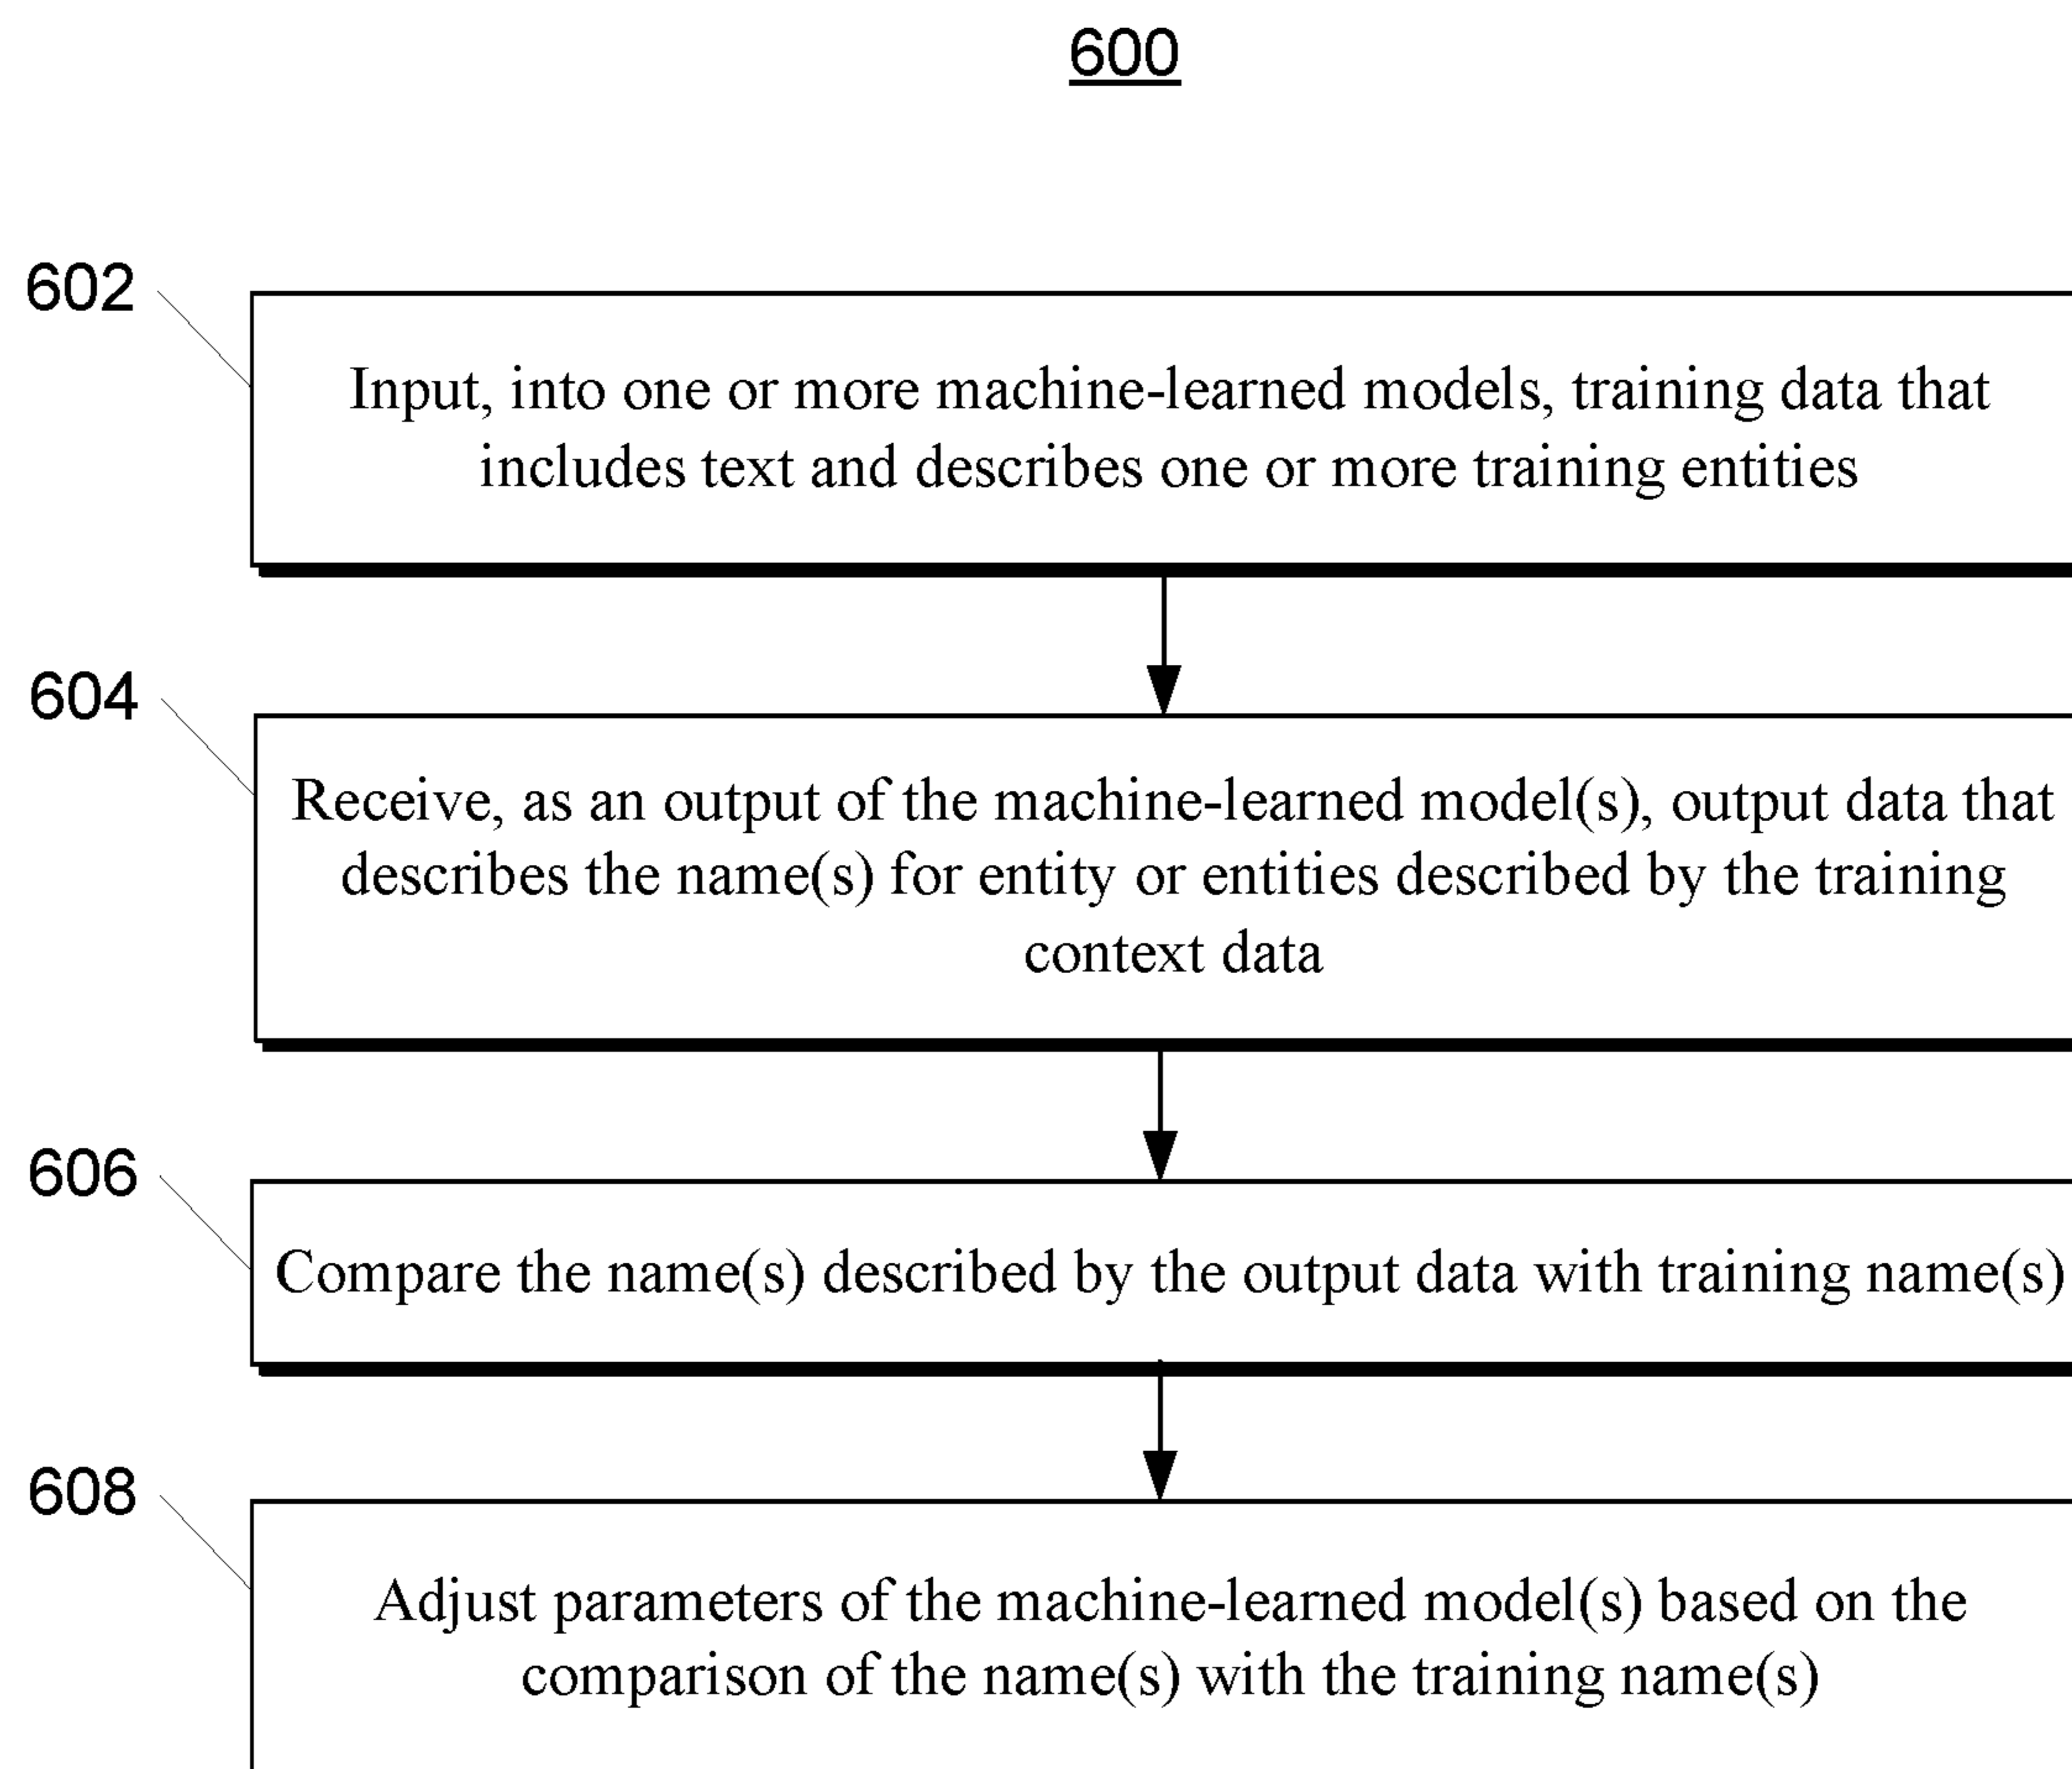 600
602
Input, into one or more machine-learned models, training data that
includes text and describes one or more training entities
604
Receive, as an output of the machine-learned model(s), output data that
describes the name(s) for entity or entities described by the training
context data
606
Compare the name(s) described by the output data with training name(s)
608
Adjust parameters of the machine-learned model(s) based on the
comparison of the name(s) with the training name(s)